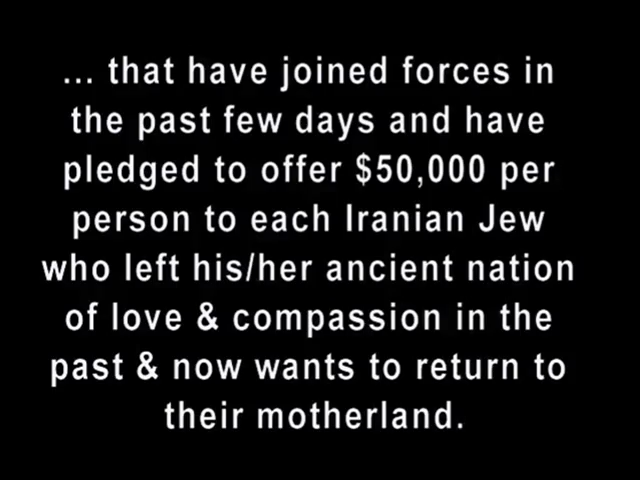 ... that have joined forces in
the past few days and have
pledged to offer $50,000 per
person to each Iranian Jew
who left his/her ancient nation
of love & compassion in the
past & now wants to return to
their motherland.